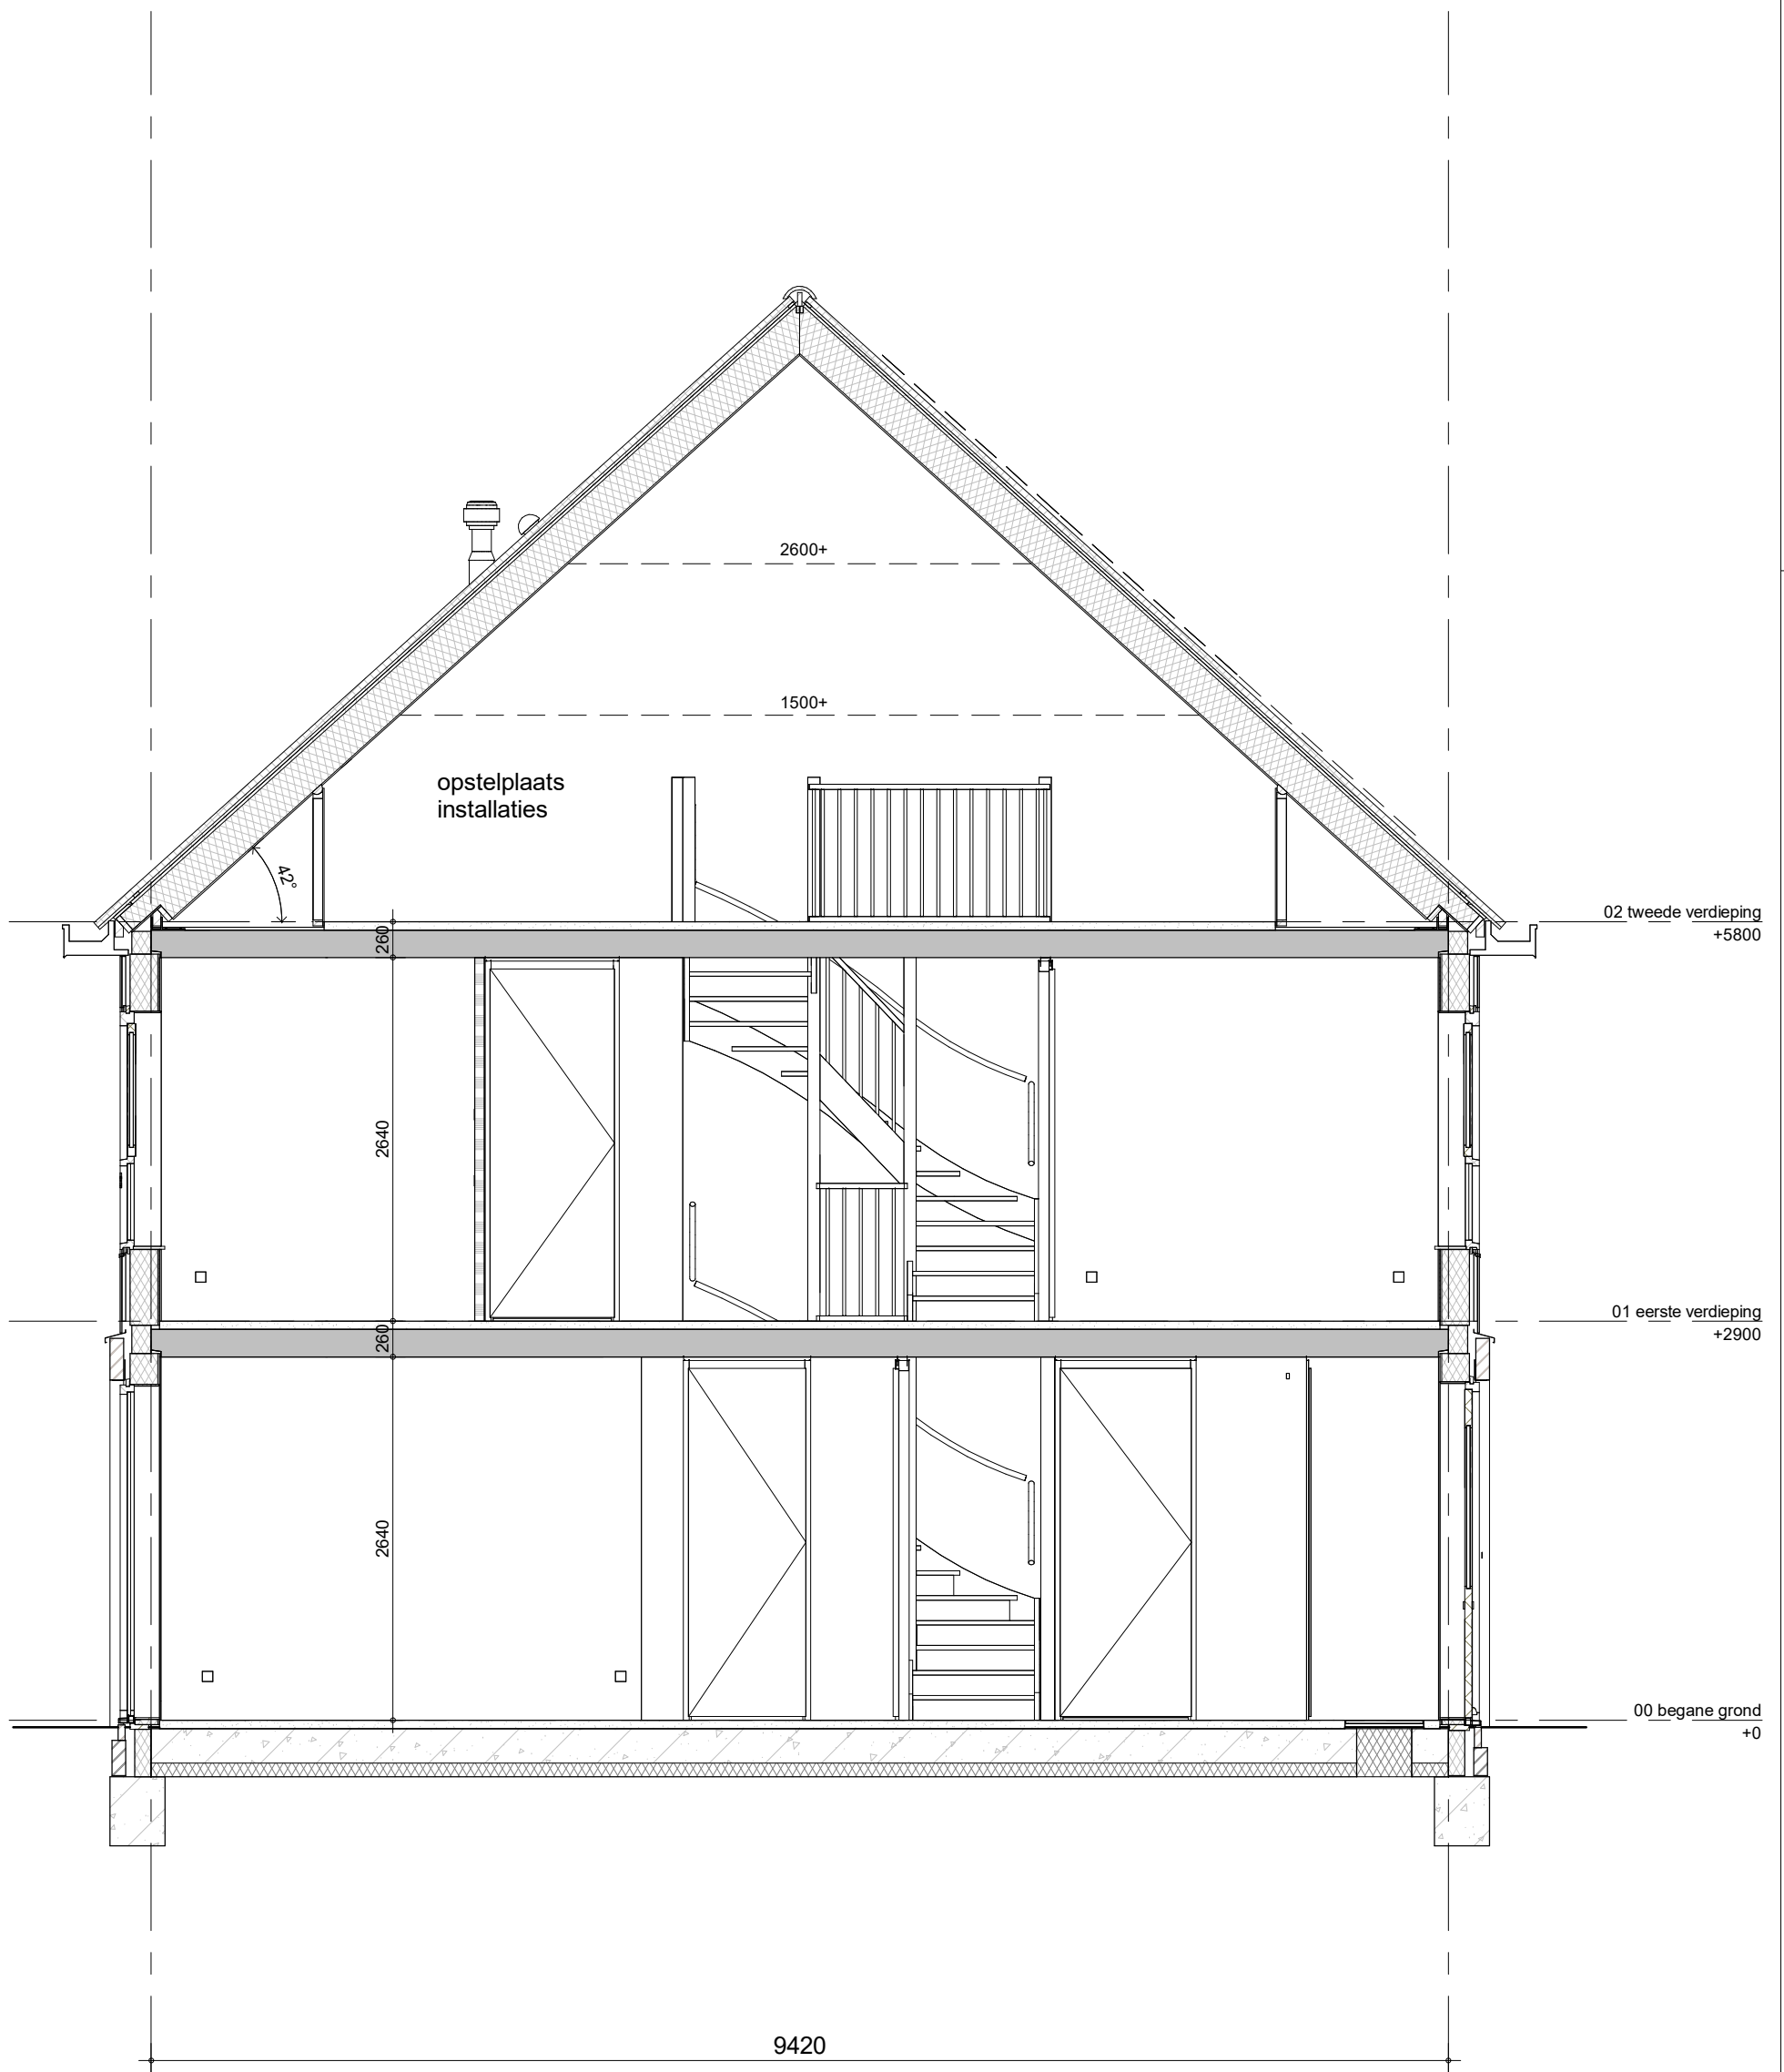 2600+
1500+
opstelplaats
installaties
42°
02 tweede verdieping
+5800
260
2640
01 eerste verdieping
+2900
260
2640
00 begane grond
+0
9420